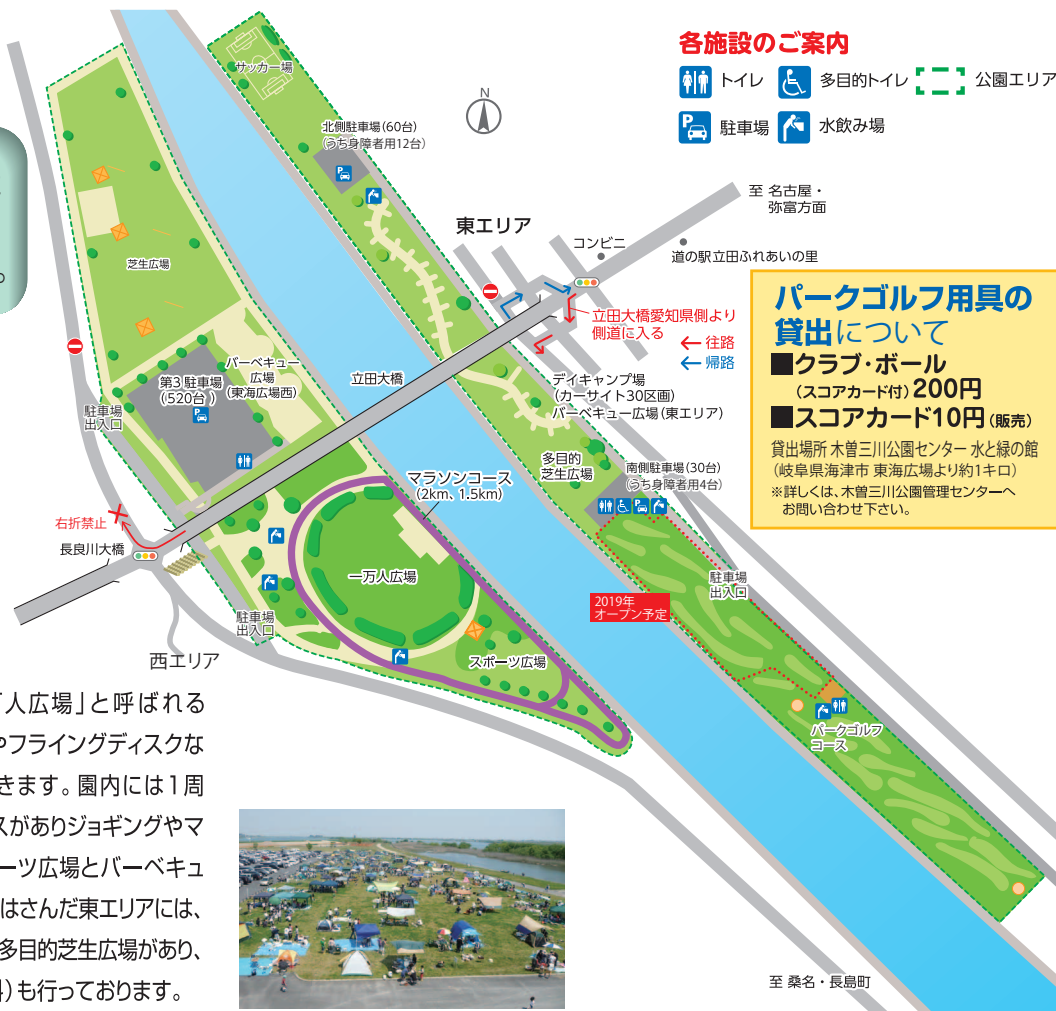 各施設のご案内
トイレ
多目的トイレ
公園エリア
駐車場
水飲み場
サッカー場
N
北側駐車場(60台)
(うち身障者用12台)
至 名古屋・
弥富方面
東エリア
コンビニ
道の駅立田ふれあいの里
芝生広場
立田大橋愛知県側より
側道に入る
往路
帰路
パークゴルフ用具の
貸出について
■クラブ・ボール
(スコアカード付)200円
■スコアカード10円(販売)
貸出場所 木曽三川公園センター 水と緑の館
(岐阜県海津市 東海広場より約1キロ)
※詳しくは、木曽三川公園管理センターへ
お問い合わせ下さい。
バーベキュー
広場
(東海広場西)
第3 駐車場
(520台 )
立田大橋
デイキャンプ場
(カーサイト30区画)
バーベキュー広場(東エリア)
駐車場
出入口
多目的
芝生広場
南側駐車場(30台)
(うち身障者用4台)
マラソンコース
(2km、1.5km)
右折禁止
長良川大橋
一万人広場
駐車場
出入口
2019年
オープン予定
駐車場
出入口
西エリア
スポーツ広場
パークゴルフ
コース
人広場」と呼ばれる
フライングディスクな
きます。園内には1周
スがありジョギングやマ
ーツ広場とバーベキュ
はさんだ東エリアには、
多目的芝生広場があり、
)も行っております。
至 桑名・長島町